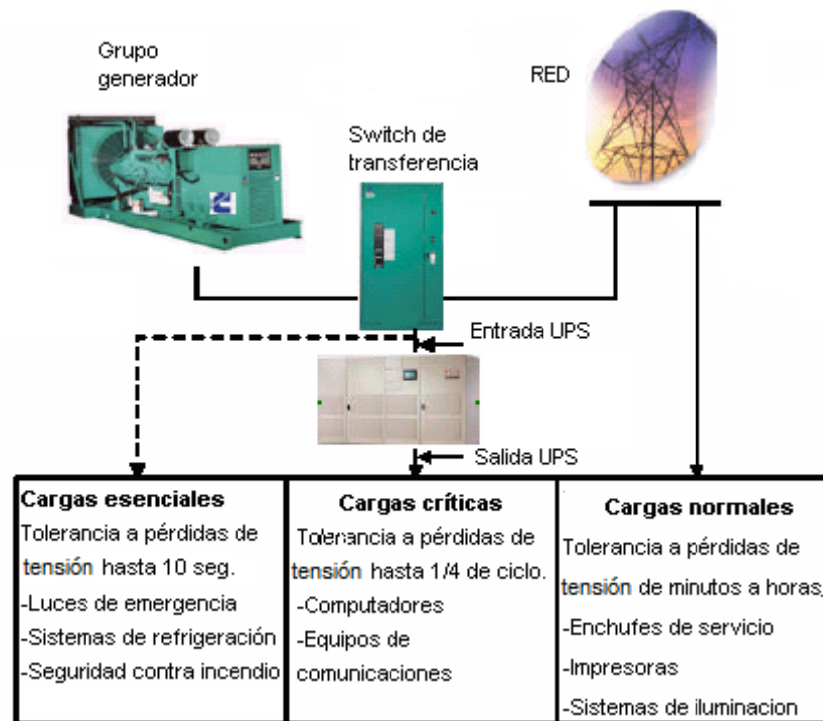 Grupo
generador
RED
Switch de
transferencia
Entrada UPS
Salida UPS
Cargas esenciales
Tolerancia a pérdidas de
tensión hasta 10 seg.
-Luces de emergencia
-Sistemas de refrigeración
-Seguridad contra incendio
Cargas críticas
Tolerancia a pérdidas de
tensión hasta 1/4 de ciclo.
-Computadores
-Equipos de
comunicaciones
Cargas normales
Tolerancia a pérdidas de
tensión de minutos a horas
-Enchufes de servicio
-Impresoras
-Sistemas de iluminacion